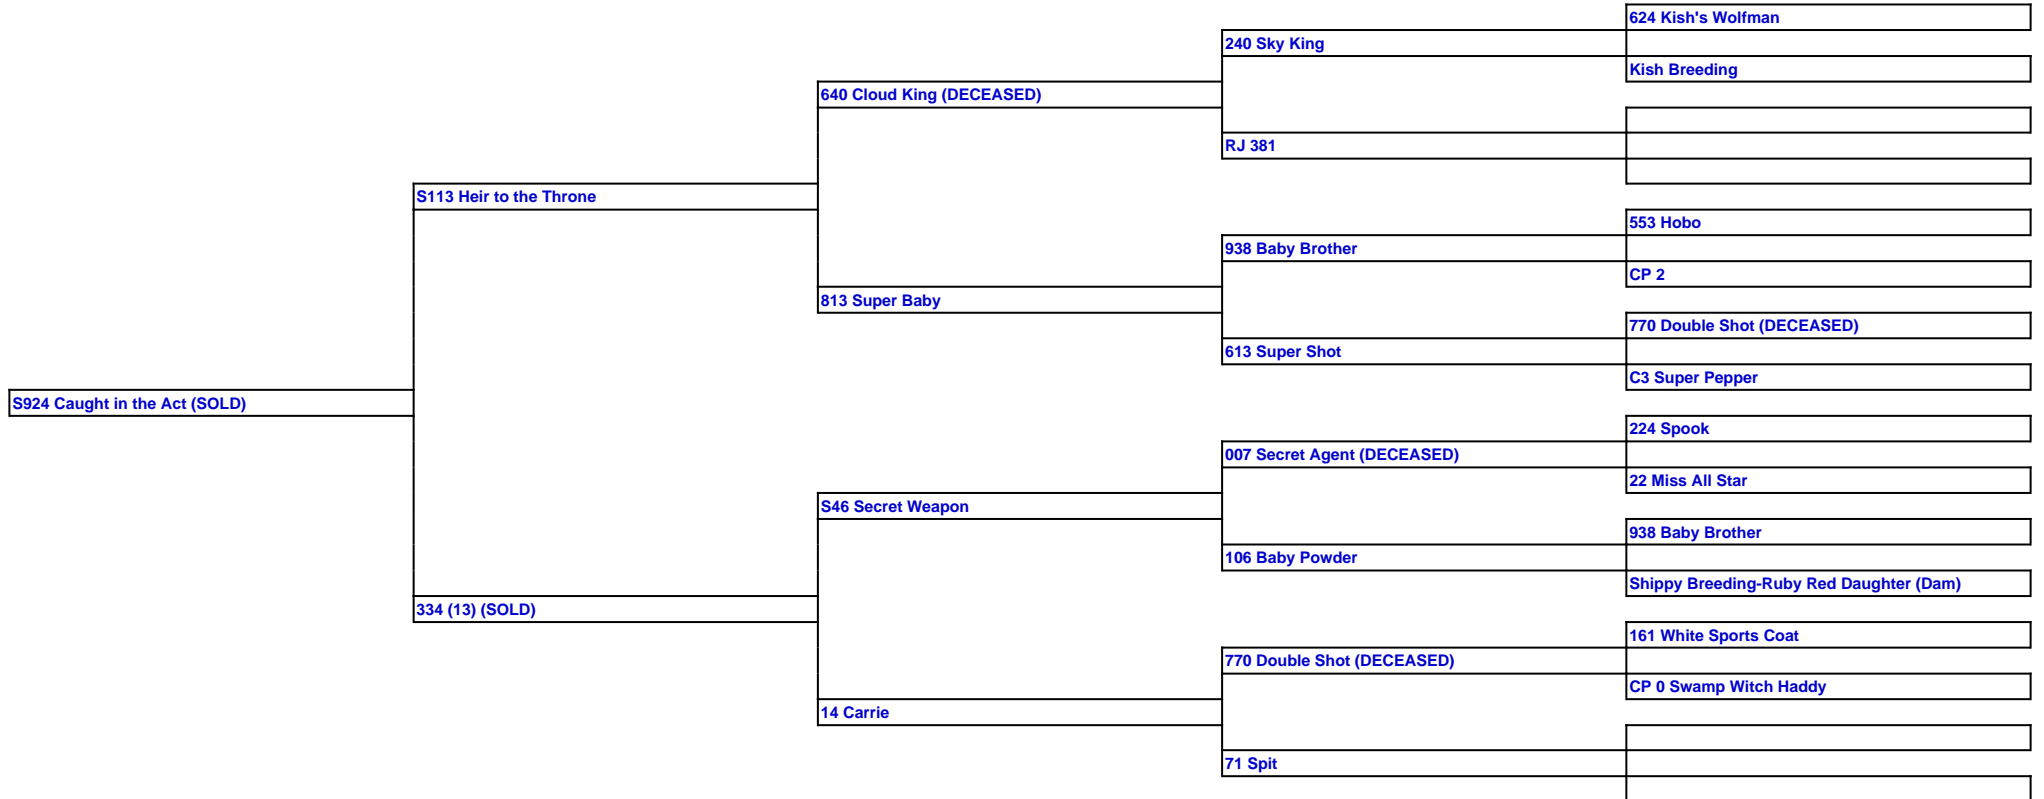 624 Kish's Wolfman
240 Sky King
Kish Breeding
640 Cloud King (DECEASED)
RJ 381
S113 Heir to the Throne
553 Hobo
938 Baby Brother
CP 2
813 Super Baby
770 Double Shot (DECEASED)
613 Super Shot
C3 Super Pepper
S924 Caught in the Act (SOLD)
224 Spook
007 Secret Agent (DECEASED)
22 Miss All Star
S46 Secret Weapon
938 Baby Brother
106 Baby Powder
Shippy Breeding-Ruby Red Daughter (Dam)
334 (13) (SOLD)
161 White Sports Coat
770 Double Shot (DECEASED)
CP 0 Swamp Witch Haddy
14 Carrie
71 Spit